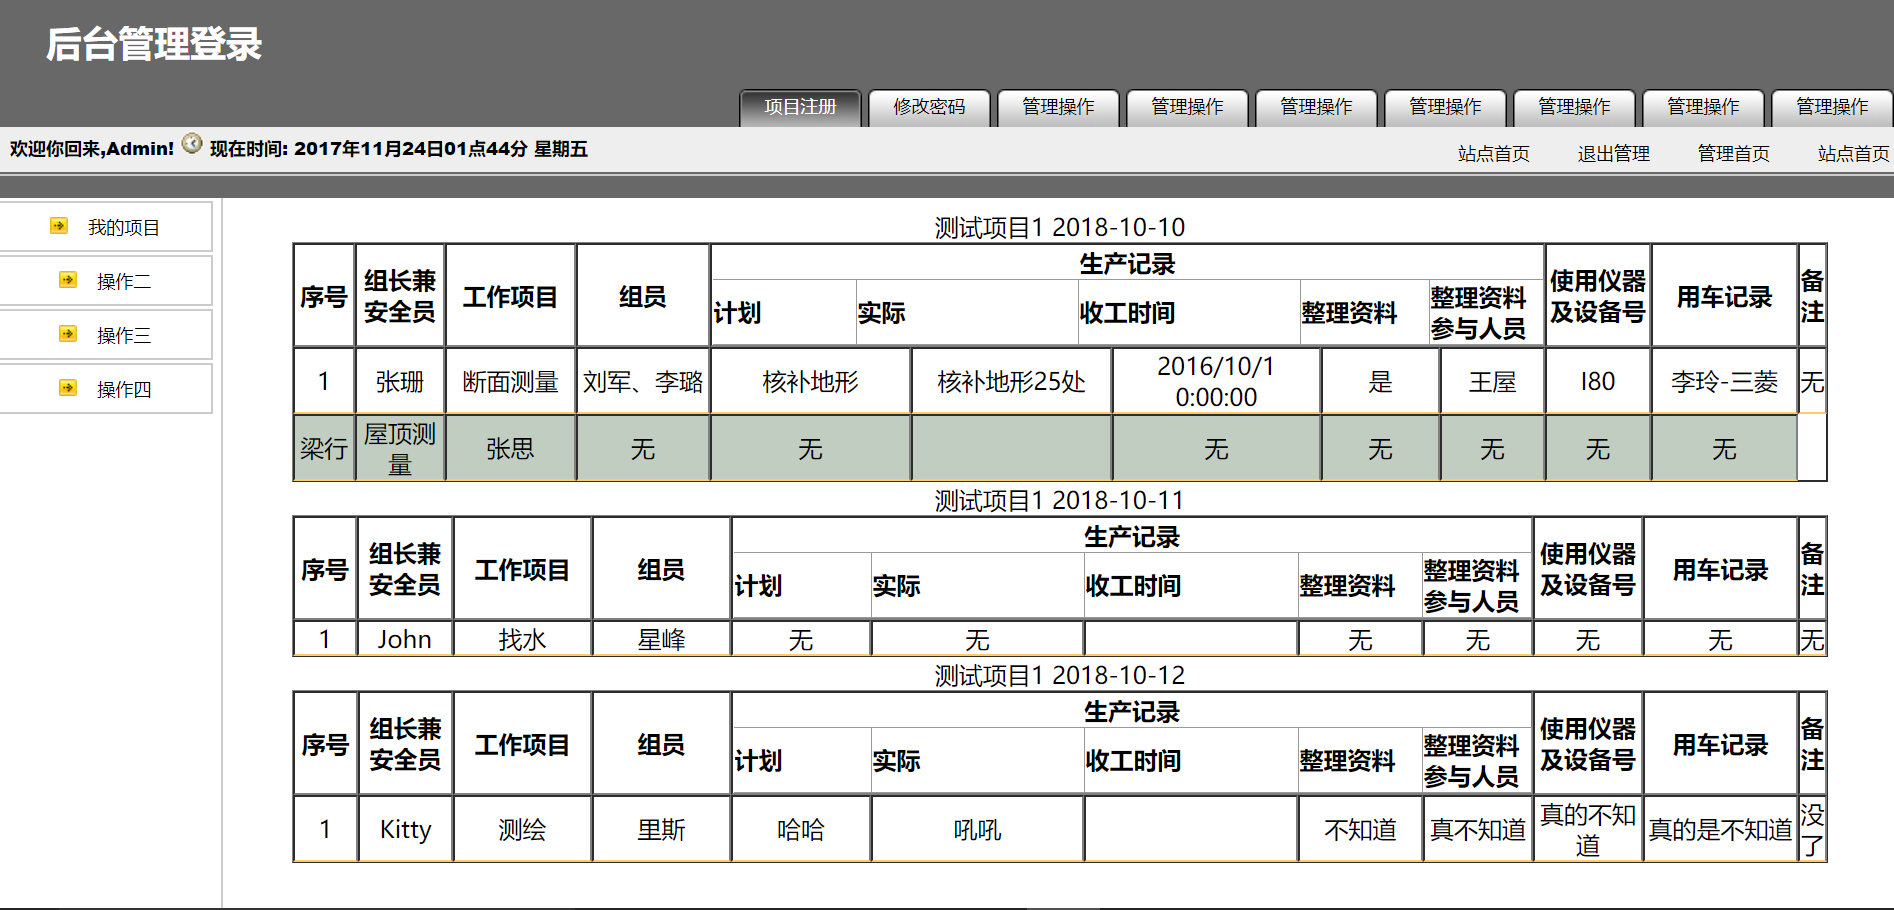 后台管理登录
项目注册 修改密码 管理操作 管理操作 管理操作 管理操作 管理操作 管理操作 管理操作
欢迎你回来,Admin! 现在时间: 2017年11月24日01点44分 星期五 站点首页 退出管理 管理首页 站点首页
我的项目
操作二
操作三
操作四
测试项目1 2018-10-10
序号 组长兼安全员 工作项目 组员 生产记录 使用仪器及设备号 用车记录 备注
计划 实际 收工时间 整理资料 整理资料参与人员
1 张珊 断面测量 刘军、李璐 核补地形 核补地形25处 2016/10/1 0:00:00 是 王屋 I80 李玲-三菱 无
梁行 屋顶测量 张思 无 无 无 无 无 无 无
测试项目1 2018-10-11
序号 组长兼安全员 工作项目 组员 生产记录 使用仪器及设备号 用车记录 备注
计划 实际 收工时间 整理资料 整理资料参与人员
1 John 找水 星峰 无 无 无 无 无 无 无
测试项目1 2018-10-12
序号 组长兼安全员 工作项目 组员 生产记录 使用仪器及设备号 用车记录 备注
计划 实际 收工时间 整理资料 整理资料参与人员
1 Kitty 测绘 里斯 哈哈 吼吼 不知道 真不知道 真的不知道 真的是不知道 没了